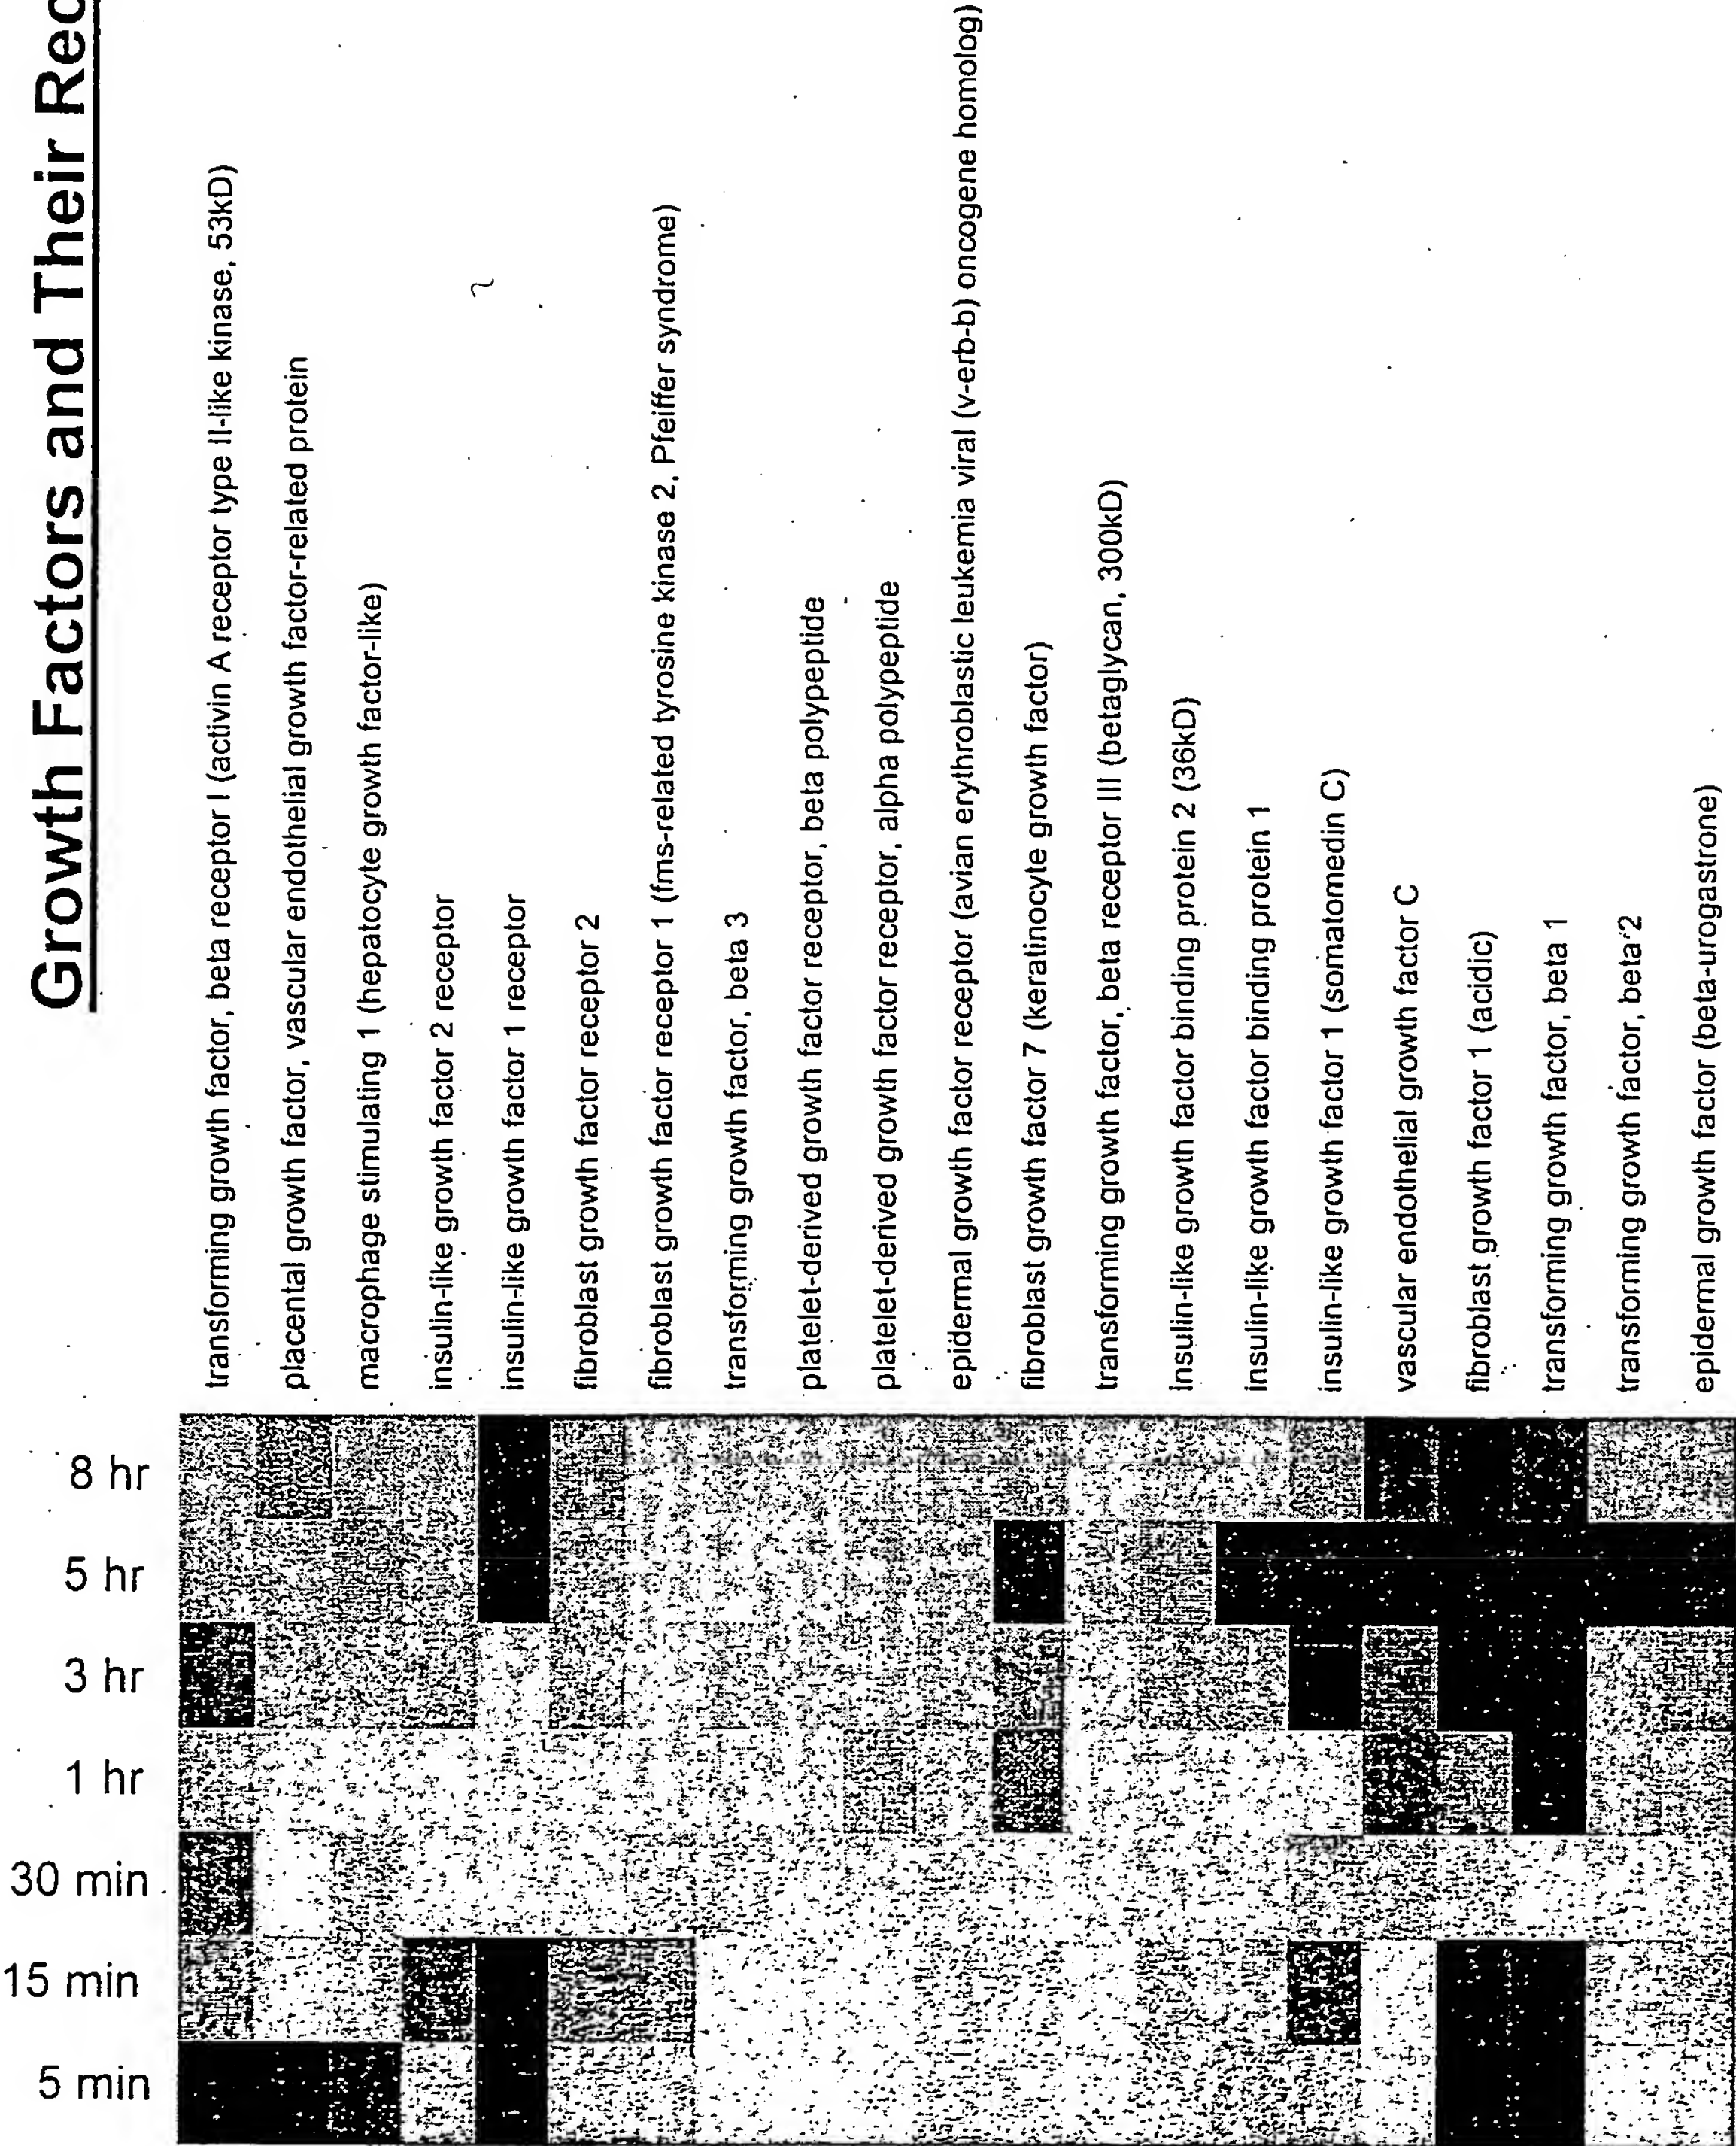 Growth Factors and Their
transforming growth factor, beta receptor I (activin A receptor type II-like kinase, 53kD)
placental growth factor, vascular endothelial growth factor-related protein
macrophage stimulating 1 (hepatocyte growth factor-like)
insulin-like growth factor 2 receptor
insulin-like growth factor 1 receptor
fibroblast growth factor receptor 2
fibroblast growth factor receptor 1 (fms-related tyrosine kinase 2, Pfeiffer syndrome)
transforming growth factor, beta 3
platelet-derived growth factor receptor, beta polypeptide
platelet-derived growth factor receptor, alpha polypeptide
epidermal growth factor receptor (avian erythroblastic leukemia viral (v-erb-b) oncogene homolog)
fibroblast growth factor 7 (keratinocyte growth factor)
transforming growth factor, beta receptor III (betaglycan, 300kD)
insulin-like growth factor binding protein 2 (36kD)
insulin-like growth factor binding protein 1
insulin-like growth factor 1 (somatomedin C)
vascular endothelial growth factor C
fibroblast growth factor 1 (acidic)
transforming growth factor, beta 1
transforming growth factor, beta 2
epidermal growth factor (beta-urogastrone)
8 hr
5 hr
3 hr
1 hr
30 min
15 min
5 min